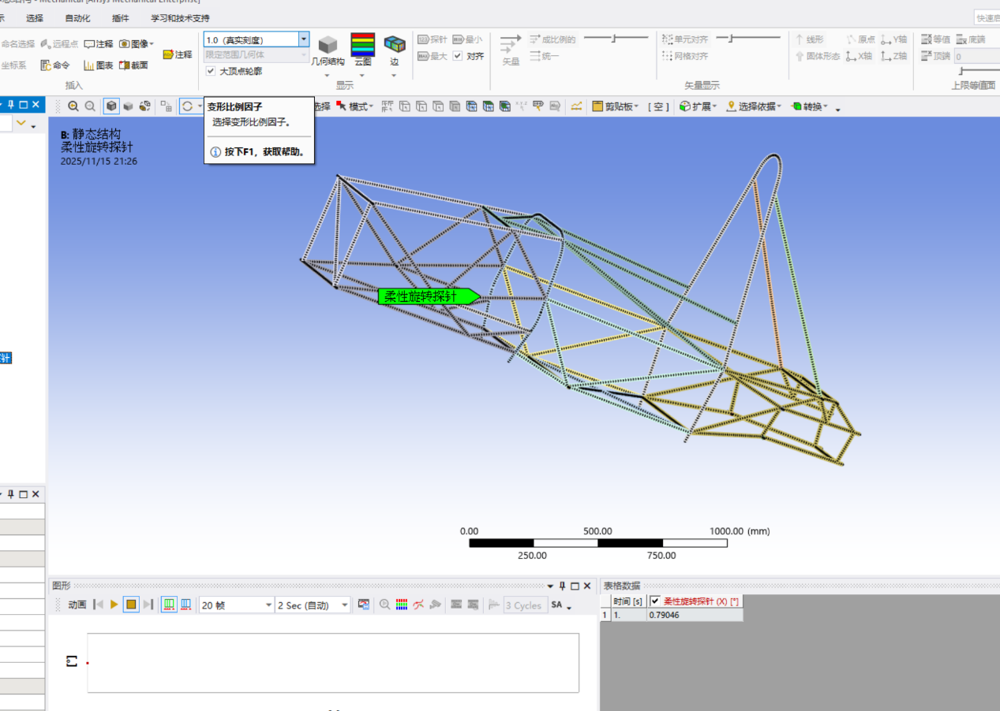 Mechanical [Ansys Mechanical Enterprise]
示 选择 自动化 插件 学习和技术支持
快速启
命名选择 远程点 注释 图像
坐标系 命令 图表 截面
注释
插入
1.0（真实刻度）
限定范围几何体
大顶点轮廓
几何结构 云图 边
显示
探针 最小
最大 对齐
矢量
成比例的
统一
单元对齐
网格对齐
线形 原点 Y轴
固体形态 X轴 Z轴
矢量显示
等值 底端
顶端 0
上限等值面
选择 模式 剪贴板 [空] 扩展 选择依据 转换
变形比例因子
选择变形比例因子。
按下F1，获取帮助。
B: 静态结构
柔性旋转探针
2025/11/15 21:26
柔性旋转探针
针
0.00 500.00 1000.00 (mm)
250.00 750.00
图形
动画 20 帧 2 Sec (自动) 3 Cycles SA
表格数据
时间 [s] 柔性旋转探针 (X) [°]
1 1. 0.79046
[°]